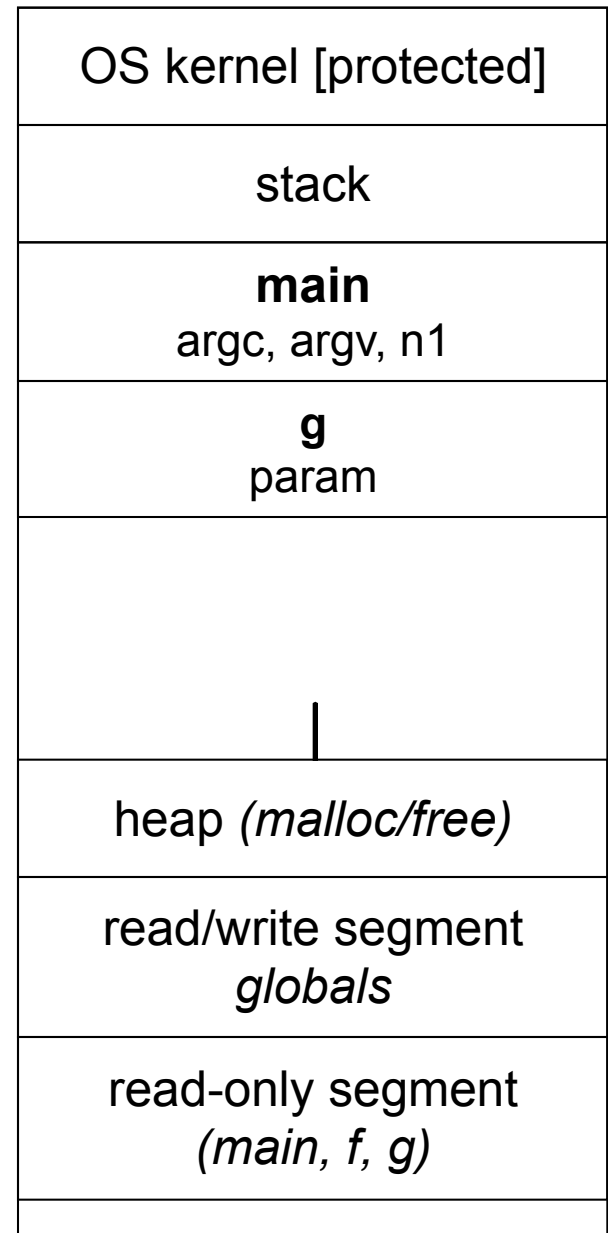 OS kernel [protected]
stack
main
argc, argv, n1
g
param
heap (malloc/free)
read/write segment
globals
read-only segment
(main, f, g)